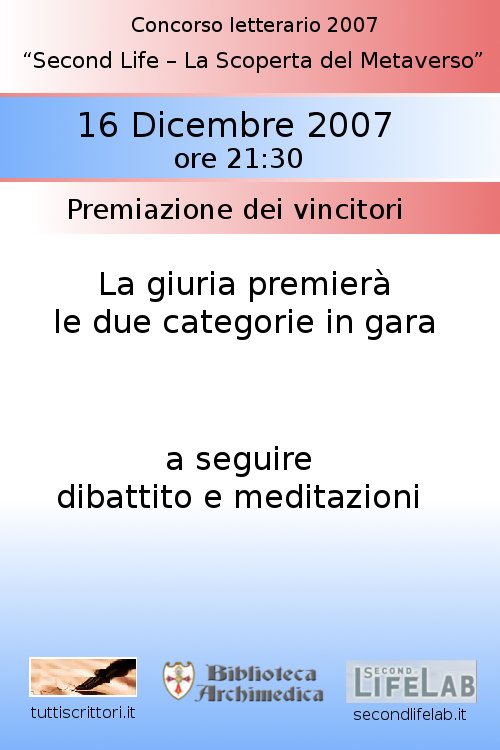 Concorso letterario 2007
“Second Life – La Scoperta del Metaverso”
16 Dicembre 2007
ore 21:30
Premiazione dei vincitori
La giuria premierà
le due categorie in gara
a seguire
dibattito e meditazioni
Biblioteca
Archimedica
SECOND
LIFELAB
tuttiscrittori.it
secondlifelab.it